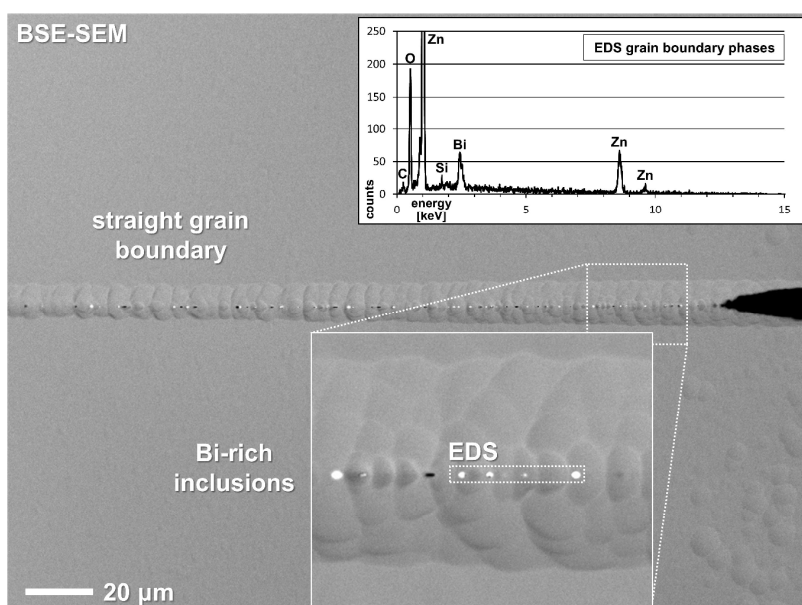 BSE-SEM
250
200
150
100
50
0
counts
O
Zn
EDS grain boundary phases
C
Si
Bi
Zn
Zn
0
energy
[keV]
5
10
15
straight grain
boundary
Bi-rich
inclusions
EDS
20 µm